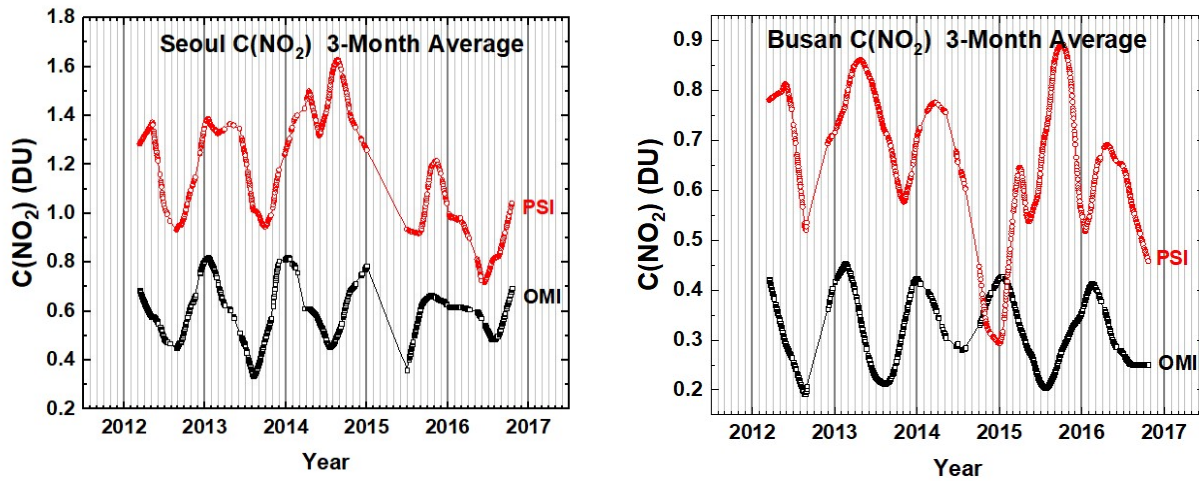 Seoul C(NO₂) 3-Month Average
C(NO₂) (DU)
1.8
1.6
1.4
1.2
1.0
0.8
0.6
0.4
0.2
PSI
OMI
2012 2013 2014 2015 2016 2017
Year
Busan C(NO₂) 3-Month Average
C(NO₂) (DU)
0.9
0.8
0.7
0.6
0.5
0.4
0.3
0.2
PSI
OMI
2012 2013 2014 2015 2016 2017
Year